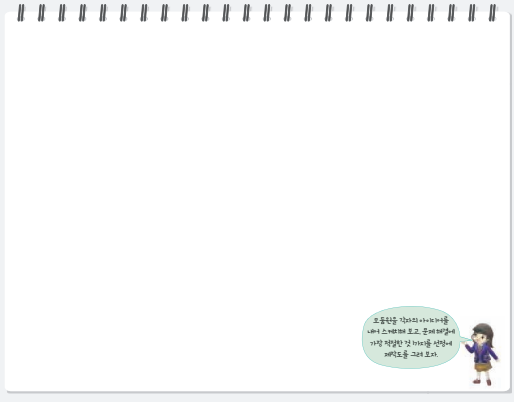 모둠원들 각자의 아이디어를
내어 스케치해 보고, 문제 해결에
가장 적절한 것 1가지를 선정해
제작도를 그려 보자.